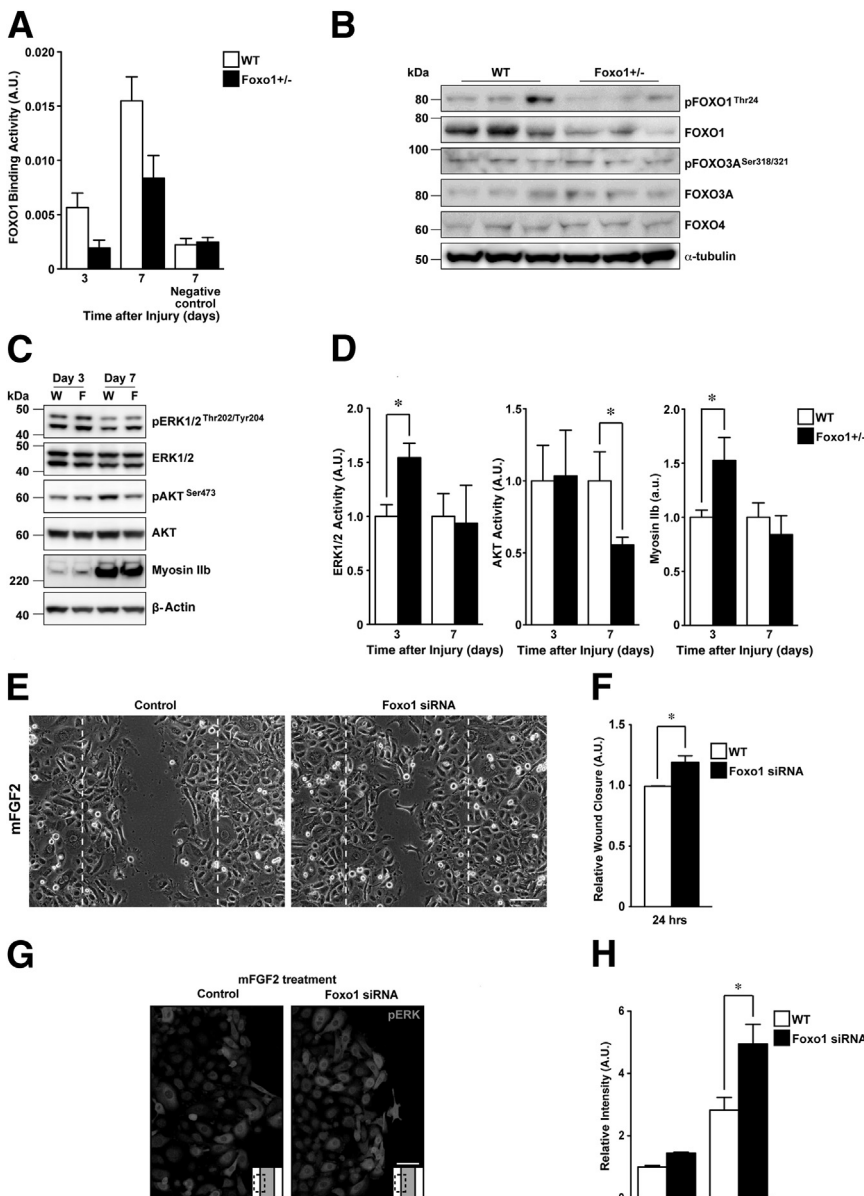 A
0.020
0.015
0.010
0.005
0
FOXO1 Binding Activity (A.U.)
WT
Foxo1+/-
3
7
7
Negative
control
Time after Injury (days)
B
kDa
WT
Foxo1+/-
80
pFOXO1Thr24
80
FOXO1
100
pFOXO3ASer318/321
80
FOXO3A
60
FOXO4
50
α-tubulin
C
Day 3
Day 7
kDa
W
F
W
F
50
40
pERK1/2Thr202/Tyr204
50
40
ERK1/2
60
pAKTSer473
60
AKT
220
Myosin IIb
40
β-Actin
D
2.0
1.5
1.0
0.5
0
ERK1/2 Activity (A.U.)
*
3
7
Time after Injury (days)
1.5
1.0
0.5
0
AKT Activity (A.U.)
*
3
7
Time after Injury (days)
2.0
1.5
1.0
0.5
0
Myosin IIb (a.u.)
*
3
7
Time after Injury (days)
WT
Foxo1+/-
E
Control
Foxo1 siRNA
mFGF2
F
1.5
1.0
0.5
0
Relative Wound Closure (A.U.)
*
24 hrs
WT
Foxo1 siRNA
G
mFGF2 treatment
Control
Foxo1 siRNA
pERK
H
6
4
2
0
Relative Intensity (A.U.)
*
WT
Foxo1 siRNA